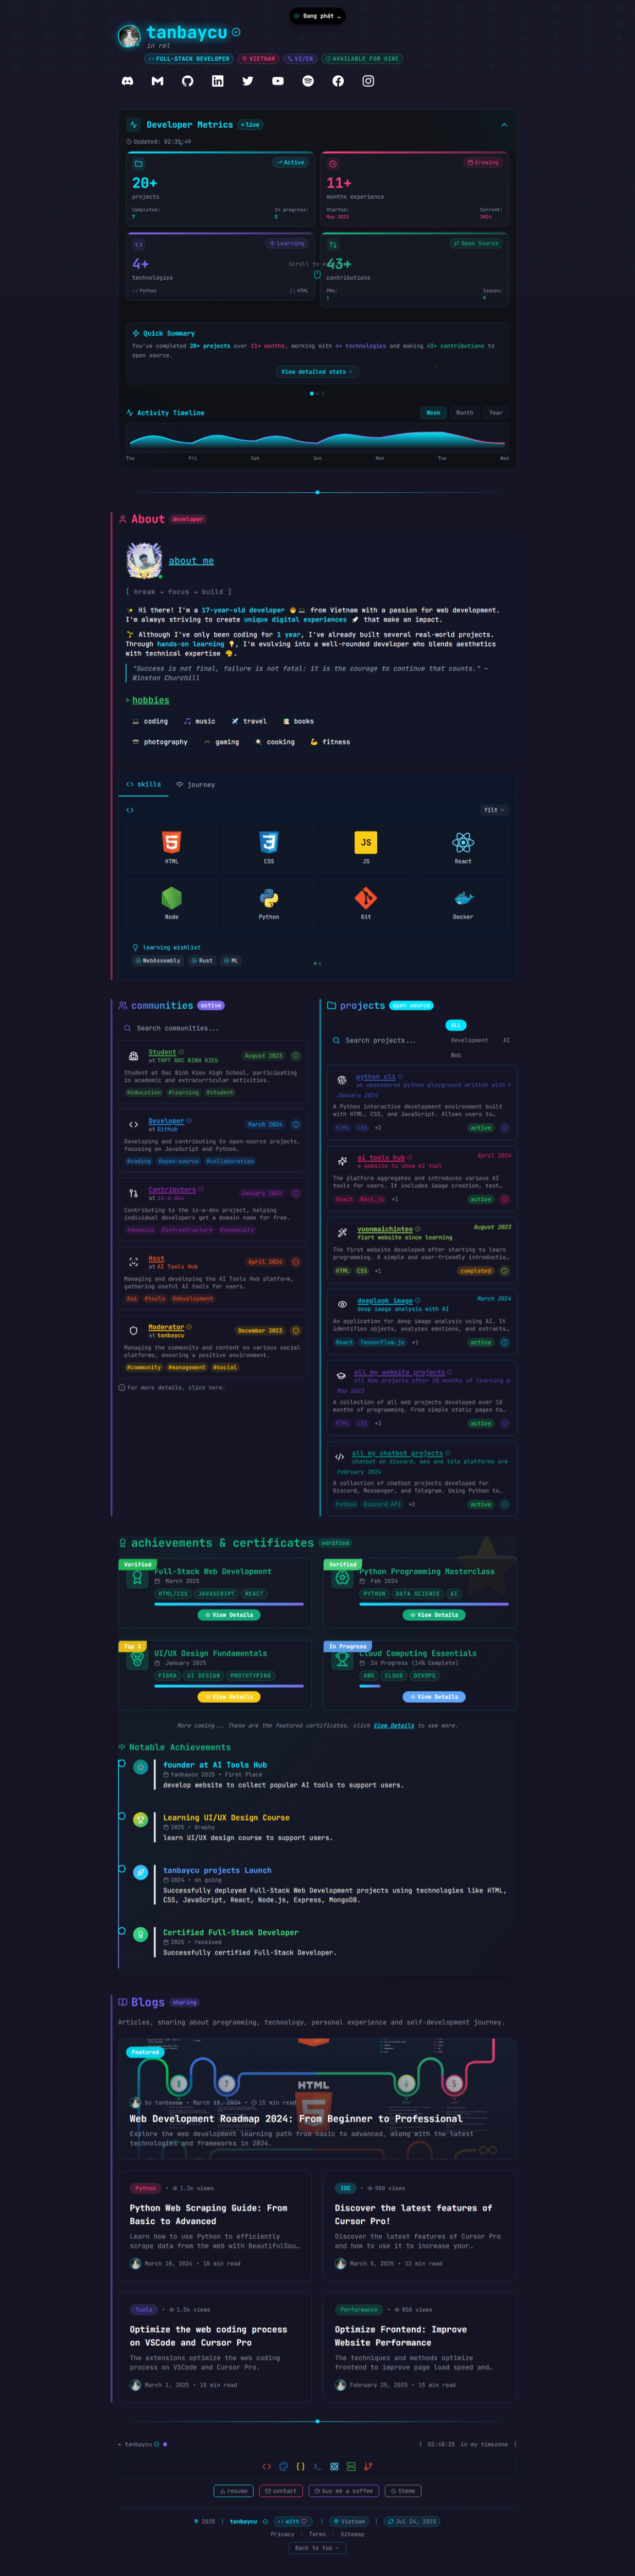 Đang phát …
tanbaycu
in rel
FULL-STACK DEVELOPER VIETNAM VI/EN AVAILABLE FOR HIRE
Developer Metrics live
Updated:
Active
20+
projects
Completed: In progress:
7 2
Growing
11+
months experience
Started: Current:
May 2023 2024
Learning
4+
technologies
Python HTML
Open Source
43+
contributions
PRs: Issues:
1
Scroll to
Quick Summary
You've completed 20+ projects over 11+ months, working with 4+ technologies and making 43+ contributions to
open source.
View detailed stats ›
Activity Timeline Week Month Year
Thu Fri Sat Sun Mon Tue Wed
About developer
about me
[ break → focus → build ]
✨ Hi there! I'm a 17-year-old developer from Vietnam with a passion for web development.
I'm always striving to create unique digital experiences 🚀 that make an impact.
Although I've only been coding for 1 year, I've already built several real-world projects.
Through hands-on learning 💡, I'm evolving into a well-rounded developer who blends aesthetics
with technical expertise .
"Success is not final, failure is not fatal: it is the courage to continue that counts." —
Winston Churchill
> hobbies
coding music travel books
photography gaming cooking fitness
skills journey
filt
HTML CSS JS React
Node Python Git Docker
learning wishlist
WebAssembly Rust ML
communities active
Search communities...
Student August 2023
at THPT DOC BINH KIEU
Student at Doc Binh Kieu High School, participating
in academic and extracurricular activities.
#education #learning #student
Developer March 2024
at Github
Developing and contributing to open-source projects,
focusing on JavaScript and Python.
#coding #open-source #collaboration
Contributors January 2024
at is-a-dev
Contributing to the is-a-dev project, helping
individual developers get a domain name for free.
#domains #infrastructure #community
Host April 2024
at AI Tools Hub
Managing and developing the AI Tools Hub platform,
gathering useful AI tools for users.
#ai #tools #development
Moderator December 2023
at tanbaycu
Managing the community and content on various social
platforms, ensuring a positive environment.
#community #management #social
For more details, click here.
projects open source
ALL
Search projects... Development AI
Web
python cli
an opensource python playground written with
January 2024
A Python interactive development environment built
with HTML, CSS, and JavaScript. Allows users to…
HTML CSS +2 active
ai tools hub April 2024
a website to show AI tool
The platform aggregates and introduces various AI
tools for users. It includes image creation, text…
React Next.js +1 active
vuonmaichinteo August 2023
fisrt website since learning
The first website developed after starting to learn
programming. A simple and user-friendly introductio…
HTML CSS +1 completed
deeplook image March 2024
deep image analysis with AI
An application for deep image analysis using AI. It
identifies objects, analyzes emotions, and extracts…
React TensorFlow.js +1 active
all my website projects
all Web projects after 10 months of learning p
May 2023
A collection of all web projects developed over 10
months of programming. From simple static pages to…
HTML CSS +3 active
all my chatbot projects
chatbot on discord, mes and tele platforms are
February 2024
A collection of chatbot projects developed for
Discord, Messenger, and Telegram. Using Python to…
Python Discord API +2 active
achievements & certificates verified
Verified
Full-Stack Web Development
March 2025
HTML/CSS JAVASCRIPT REACT
View Details
Verified
Python Programming Masterclass
Feb 2024
PYTHON DATA SCIENCE AI
View Details
Top 1
UI/UX Design Fundamentals
January 2025
FIGMA UI DESIGN PROTOTYPING
View Details
In Progress
Cloud Computing Essentials
In Progress (14% Complete)
AWS CLOUD DEVOPS
View Details
More coming... These are the featured certificates, click View Details to see more.
Notable Achievements
founder at AI Tools Hub
tanbaycu 2025 • First Place
develop website to collect popular AI tools to support users.
Learning UI/UX Design Course
2025 • Graphy
learn UI/UX design course to support users.
tanbaycu projects Launch
2024 • on going
Successfully deployed Full-Stack Web Development projects using technologies like HTML,
CSS, JavaScript, React, Node.js, Express, MongoDB.
Certified Full-Stack Developer
2025 • received
Successfully certified Full-Stack Developer.
Blogs sharing
Articles, sharing about programming, technology, personal experience and self-development journey.
Featured
8 7 6 5
HTML
by tanbaycu • March 15, 2024 • 15 min read
Web Development Roadmap 2024: From Beginner to Professional
Explore the web development learning path from basic to advanced, along with the latest
technologies and frameworks in 2024.
Python • 1.2k views
Python Web Scraping Guide: From
Basic to Advanced
Learn how to use Python to efficiently
scrape data from the web with BeautifulSou…
March 10, 2024 • 10 min read
IDE • 980 views
Discover the latest features of
Cursor Pro!
Discover the latest features of Cursor Pro
and how to use it to increase your…
March 5, 2025 • 12 min read
Tools • 1.5k views
Optimize the web coding process
on VSCode and Cursor Pro
The extensions optimize the web coding
process on VSCode and Cursor Pro.
March 1, 2025 • 18 min read
Performance • 850 views
Optimize Frontend: Improve
Website Performance
The techniques and methods optimize
frontend to improve page load speed and…
February 25, 2025 • 15 min read
tanbaycu | 02:48:25 in my timezone |
resume contact buy me a coffee theme
© 2025 | tanbaycu with | Vietnam | Jul 24, 2025
Privacy · Terms · Sitemap
Back to top